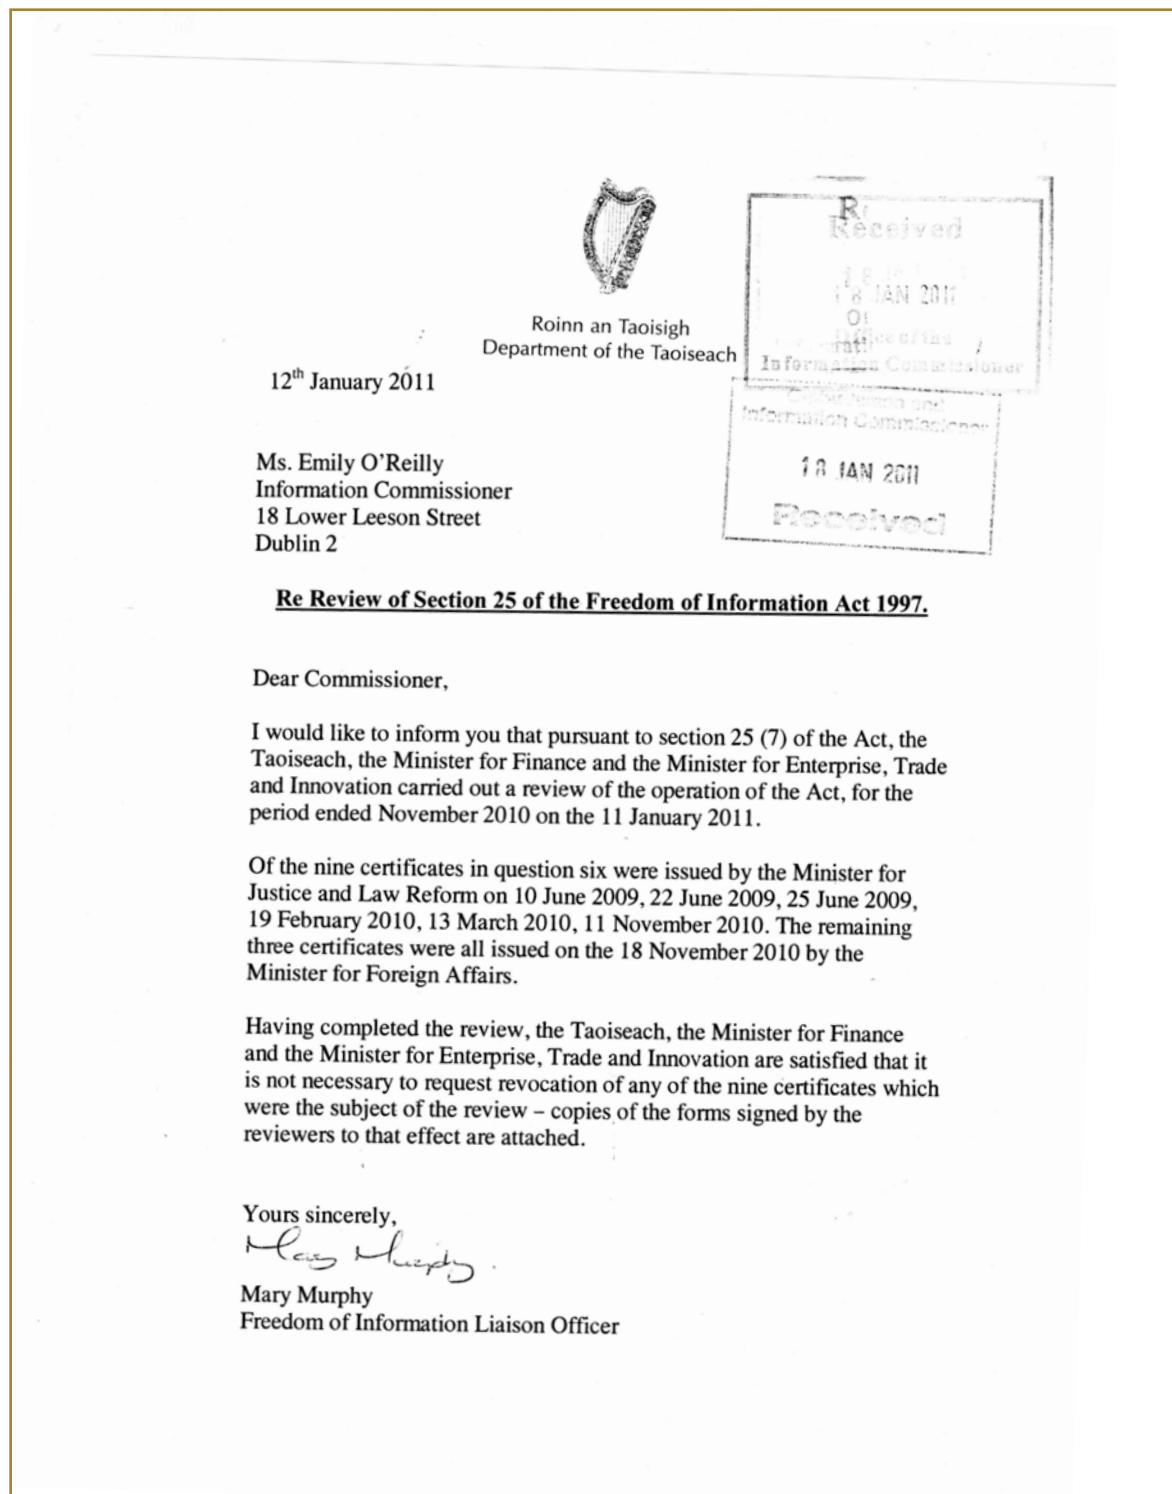 Roinn an Taoisigh
Department of the Taoiseach
Received
18 JAN 2011
Office of the
Information Commissioner
Ombudsman and
Information Commissioner
18 JAN 2011
Received
12th January 2011
Ms. Emily O'Reilly
Information Commissioner
18 Lower Leeson Street
Dublin 2
Re Review of Section 25 of the Freedom of Information Act 1997.
Dear Commissioner,
I would like to inform you that pursuant to section 25 (7) of the Act, the
Taoiseach, the Minister for Finance and the Minister for Enterprise, Trade
and Innovation carried out a review of the operation of the Act, for the
period ended November 2010 on the 11 January 2011.
Of the nine certificates in question six were issued by the Minister for
Justice and Law Reform on 10 June 2009, 22 June 2009, 25 June 2009,
19 February 2010, 13 March 2010, 11 November 2010. The remaining
three certificates were all issued on the 18 November 2010 by the
Minister for Foreign Affairs.
Having completed the review, the Taoiseach, the Minister for Finance
and the Minister for Enterprise, Trade and Innovation are satisfied that it
is not necessary to request revocation of any of the nine certificates which
were the subject of the review – copies of the forms signed by the
reviewers to that effect are attached.
Yours sincerely,
Mary Murphy.
Mary Murphy
Freedom of Information Liaison Officer